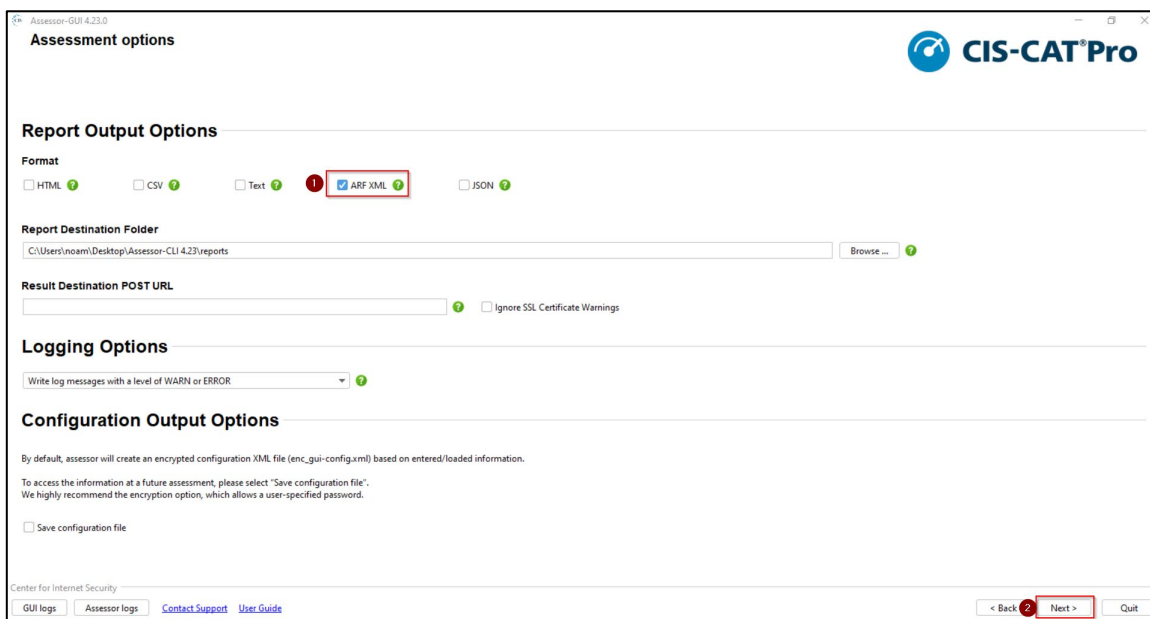 Assessor-GUI 4.23.0
Assessment options
CIS-CAT®Pro
Report Output Options
Format
HTML ? CSV ? Text ? 1 ARF XML ? JSON ?
Report Destination Folder
C:\Users\noam\Desktop\Assessor-CLI 4.23\reports Browse ... ?
Result Destination POST URL
? Ignore SSL Certificate Warnings
Logging Options
Write log messages with a level of WARN or ERROR ?
Configuration Output Options
By default, assessor will create an encrypted configuration XML file (enc_gui-config.xml) based on entered/loaded information.
To access the information at a future assessment, please select "Save configuration file".
We highly recommend the encryption option, which allows a user-specified password.
Save configuration file
Center for Internet Security
GUI logs Assessor logs Contact Support User Guide < Back 2 Next > Quit